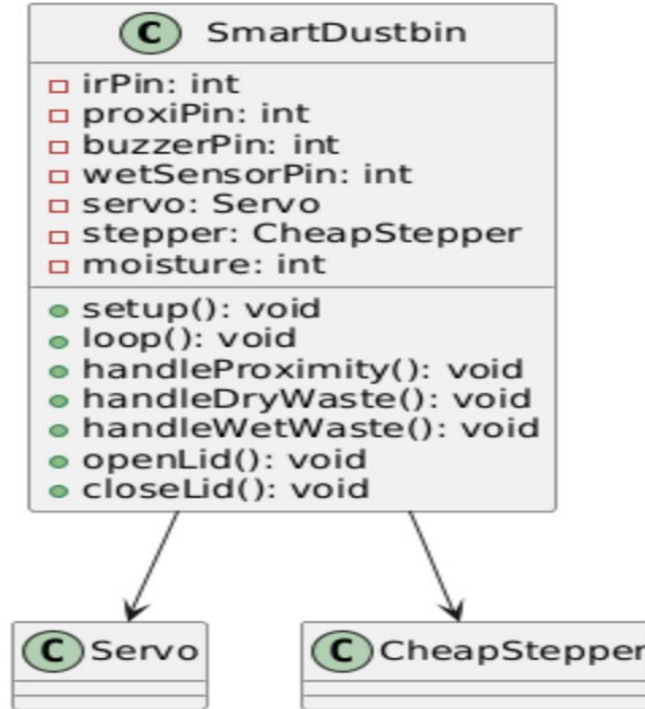 C SmartDustbin
irPin: int
proxiPin: int
buzzerPin: int
wetSensorPin: int
servo: Servo
stepper: CheapStepper
moisture: int
setup(): void
loop(): void
handleProximity(): void
handleDryWaste(): void
handleWetWaste(): void
openLid(): void
closeLid(): void
C Servo
C CheapStepper